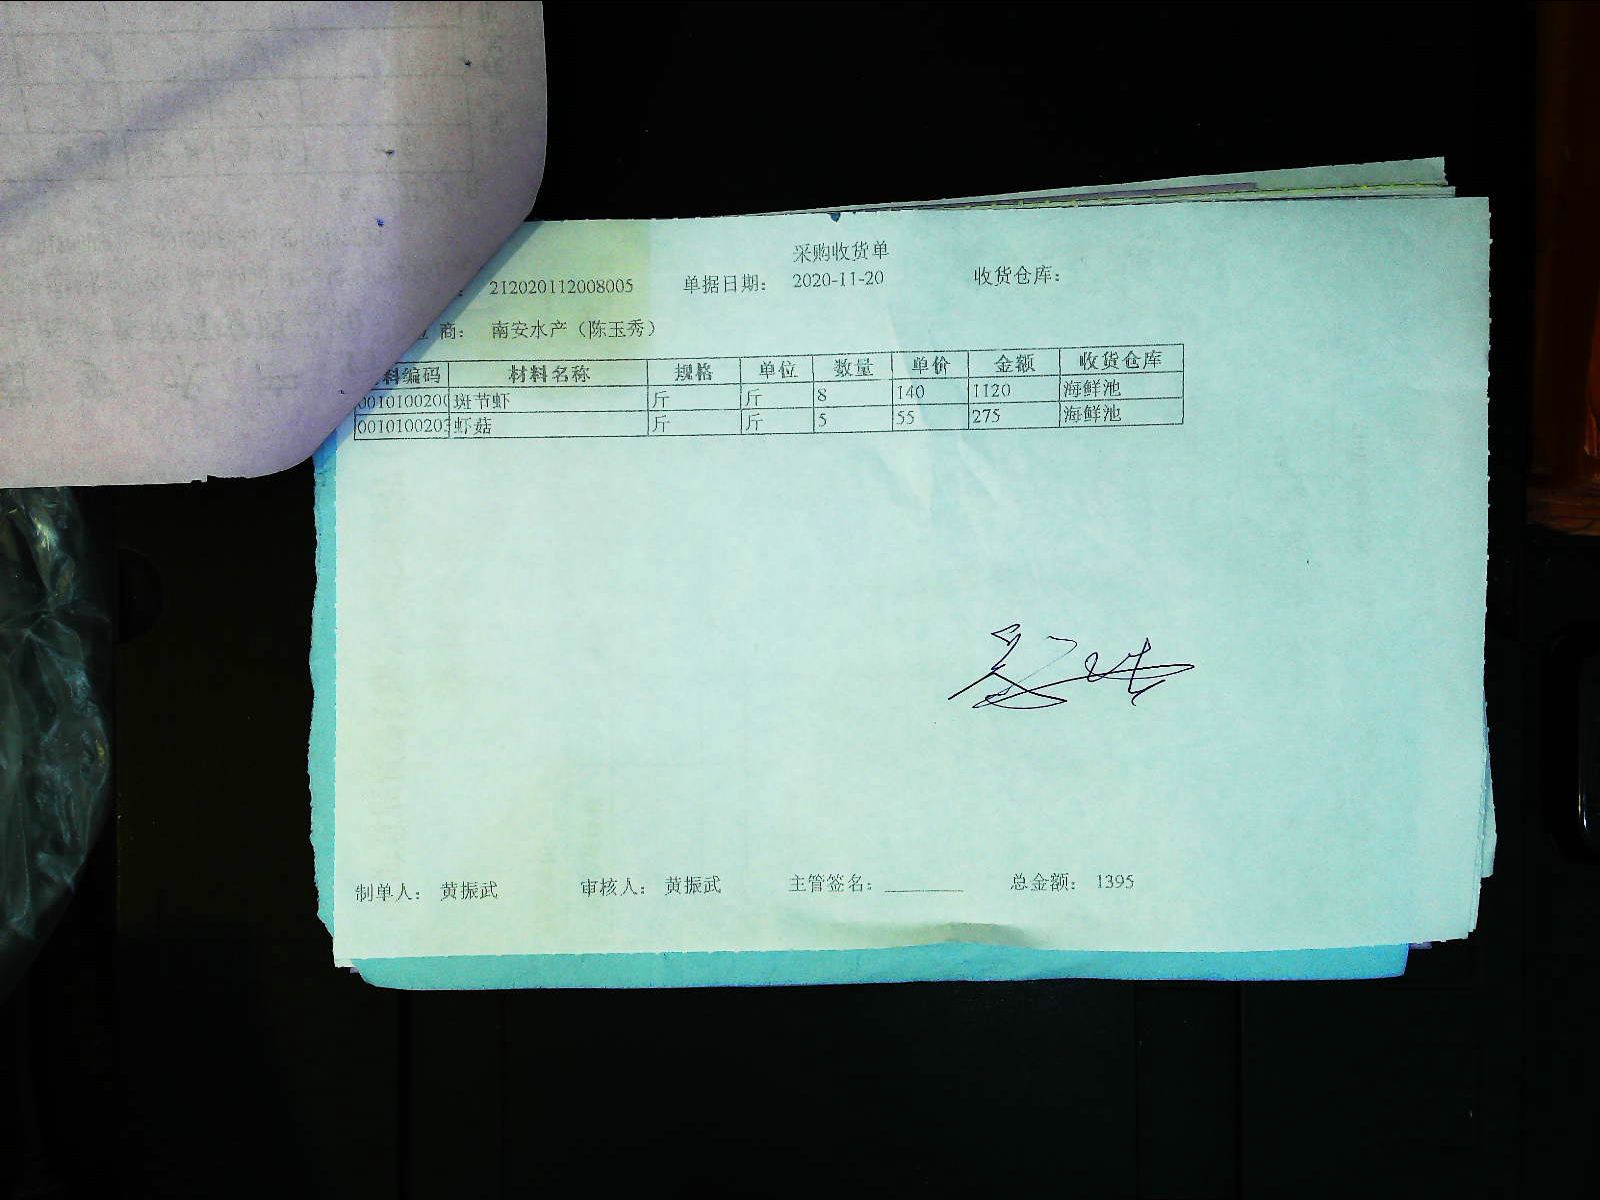 采购收货单
212020112008005 单据日期： 2020-11-20 收货仓库：
商： 南安水产（陈玉秀）
料编码 材料名称 规格 单位 数量 单价 金额 收货仓库
0010100200 斑节虾 斤 斤 8 140 1120 海鲜池
0010100203 虾菇 斤 斤 5 55 275 海鲜池
制单人： 黄振武 审核人： 黄振武 主管签名：________ 总金额： 1395